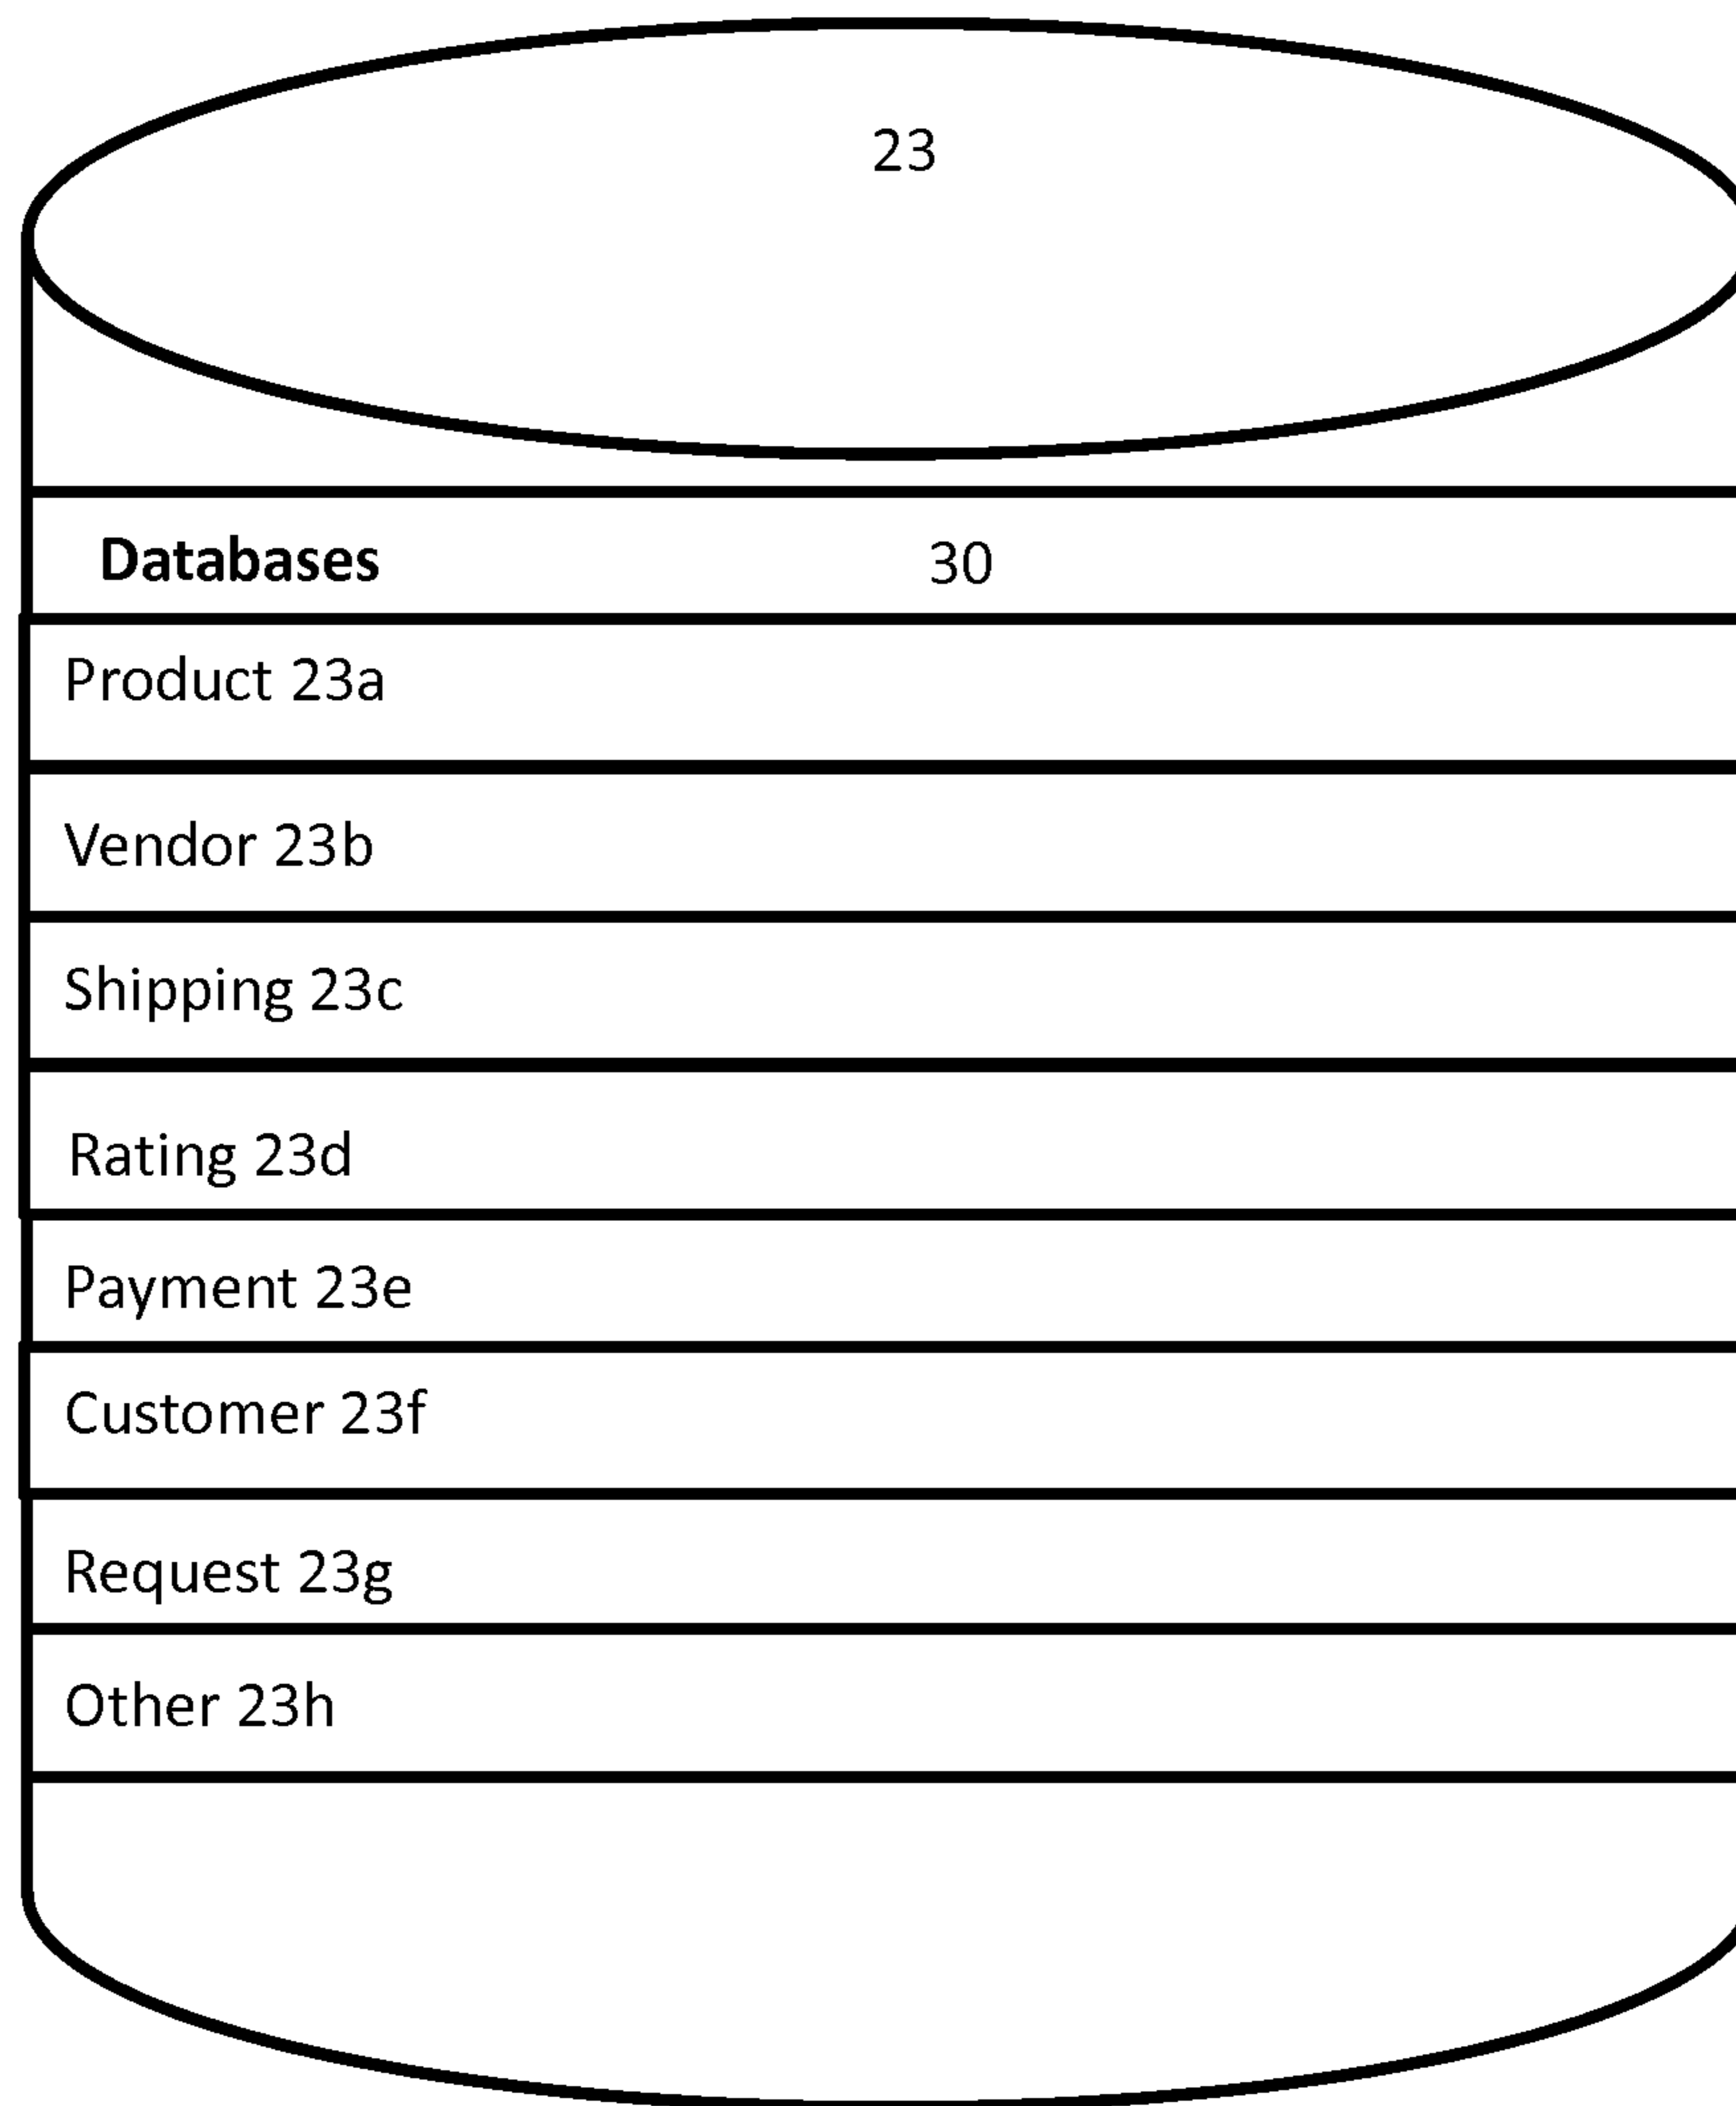 23
Databases 30
Product 23a
Vendor 23b
Shipping 23c
Rating 23d
Payment 23e
Customer 23f
Request 23g
Other 23h